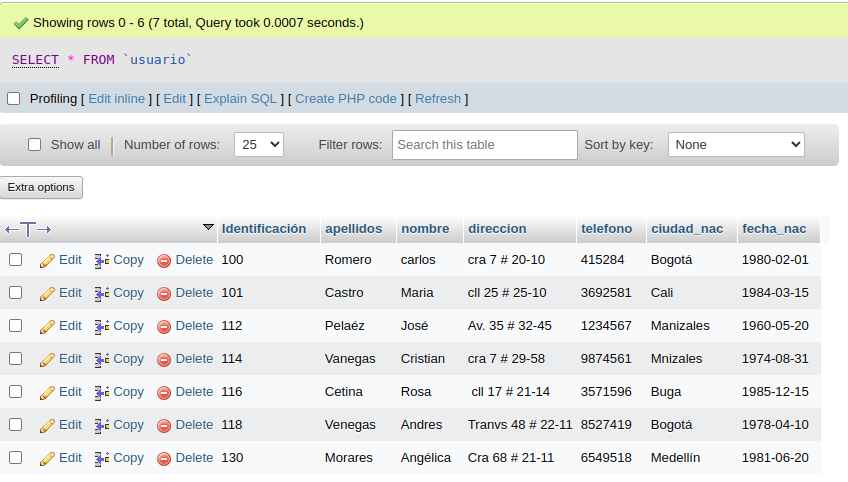 Showing rows 0 - 6 (7 total, Query took 0.0007 seconds.)
SELECT * FROM `usuario`
Profiling [ Edit inline ] [ Edit ] [ Explain SQL ] [ Create PHP code ] [ Refresh ]
Show all | Number of rows: 25 Filter rows: Search this table Sort by key: None
Extra options
Identificación apellidos nombre direccion telefono ciudad_nac fecha_nac
Edit Copy Delete 100 Romero carlos cra 7 # 20-10 415284 Bogotá 1980-02-01
Edit Copy Delete 101 Castro Maria cll 25 # 25-10 3692581 Cali 1984-03-15
Edit Copy Delete 112 Pelaéz José Av. 35 # 32-45 1234567 Manizales 1960-05-20
Edit Copy Delete 114 Vanegas Cristian cra 7 # 29-58 9874561 Mnizales 1974-08-31
Edit Copy Delete 116 Cetina Rosa cll 17 # 21-14 3571596 Buga 1985-12-15
Edit Copy Delete 118 Venegas Andres Tranvs 48 # 22-11 8527419 Bogotá 1978-04-10
Edit Copy Delete 130 Morares Angélica Cra 68 # 21-11 6549518 Medellín 1981-06-20